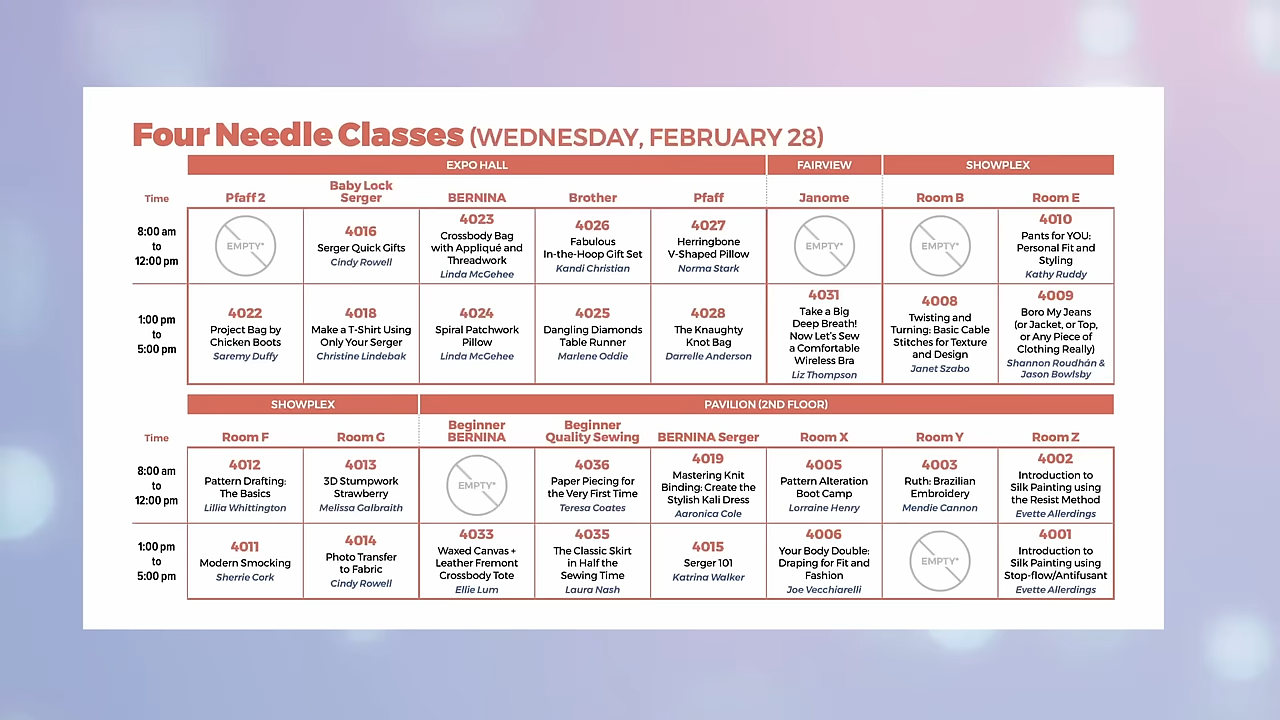 Four Needle Classes (WEDNESDAY, FEBRUARY 28)
EXPO HALL FAIRVIEW SHOWPLEX
Time
Pfaff 2
Baby Lock
Serger
BERNINA
Brother
Pfaff
Janome
Room B
Room E
8:00 am
to
12:00 pm
EMPTY*
4016
Serger Quick Gifts
Cindy Rowell
4023
Crossbody Bag
with Appliqué and
Threadwork
Linda McGehee
4026
Fabulous
In-the-Hoop Gift Set
Kandi Christian
4027
Herringbone
V-Shaped Pillow
Norma Stark
EMPTY*
EMPTY*
4010
Pants for YOU:
Personal Fit and
Styling
Kathy Ruddy
1:00 pm
to
5:00 pm
4022
Project Bag by
Chicken Boots
Saremy Duffy
4018
Make a T-Shirt Using
Only Your Serger
Christine Lindebak
4024
Spiral Patchwork
Pillow
Linda McGehee
4025
Dangling Diamonds
Table Runner
Marlene Oddie
4028
The Knaughty
Knot Bag
Darrelle Anderson
4031
Take a Big
Deep Breath!
Now Let's Sew
a Comfortable
Wireless Bra
Liz Thompson
4008
Twisting and
Turning: Basic Cable
Stitches for Texture
and Design
Janet Szabo
4009
Boro My Jeans
(or Jacket, or Top,
or Any Piece of
Clothing Really)
Shannon Roudhán &
Jason Bowlsby
SHOWPLEX PAVILION (2ND FLOOR)
Time
Room F
Room G
Beginner
BERNINA
Beginner
Quality Sewing
BERNINA Serger
Room X
Room Y
Room Z
8:00 am
to
12:00 pm
4012
Pattern Drafting:
The Basics
Lillia Whittington
4013
3D Stumpwork
Strawberry
Melissa Galbraith
EMPTY*
4036
Paper Piecing for
the Very First Time
Teresa Coates
4019
Mastering Knit
Binding: Create the
Stylish Kali Dress
Aaronica Cole
4005
Pattern Alteration
Boot Camp
Lorraine Henry
4003
Ruth: Brazilian
Embroidery
Mendie Cannon
4002
Introduction to
Silk Painting using
the Resist Method
Evette Allerdings
1:00 pm
to
5:00 pm
4011
Modern Smocking
Sherrie Cork
4014
Photo Transfer
to Fabric
Cindy Rowell
4033
Waxed Canvas +
Leather Fremont
Crossbody Tote
Ellie Lum
4035
The Classic Skirt
in Half the
Sewing Time
Laura Nash
4015
Serger 101
Katrina Walker
4006
Your Body Double:
Draping for Fit and
Fashion
Joe Vecchiarelli
EMPTY*
4001
Introduction to
Silk Painting using
Stop-flow/Antifusant
Evette Allerdings